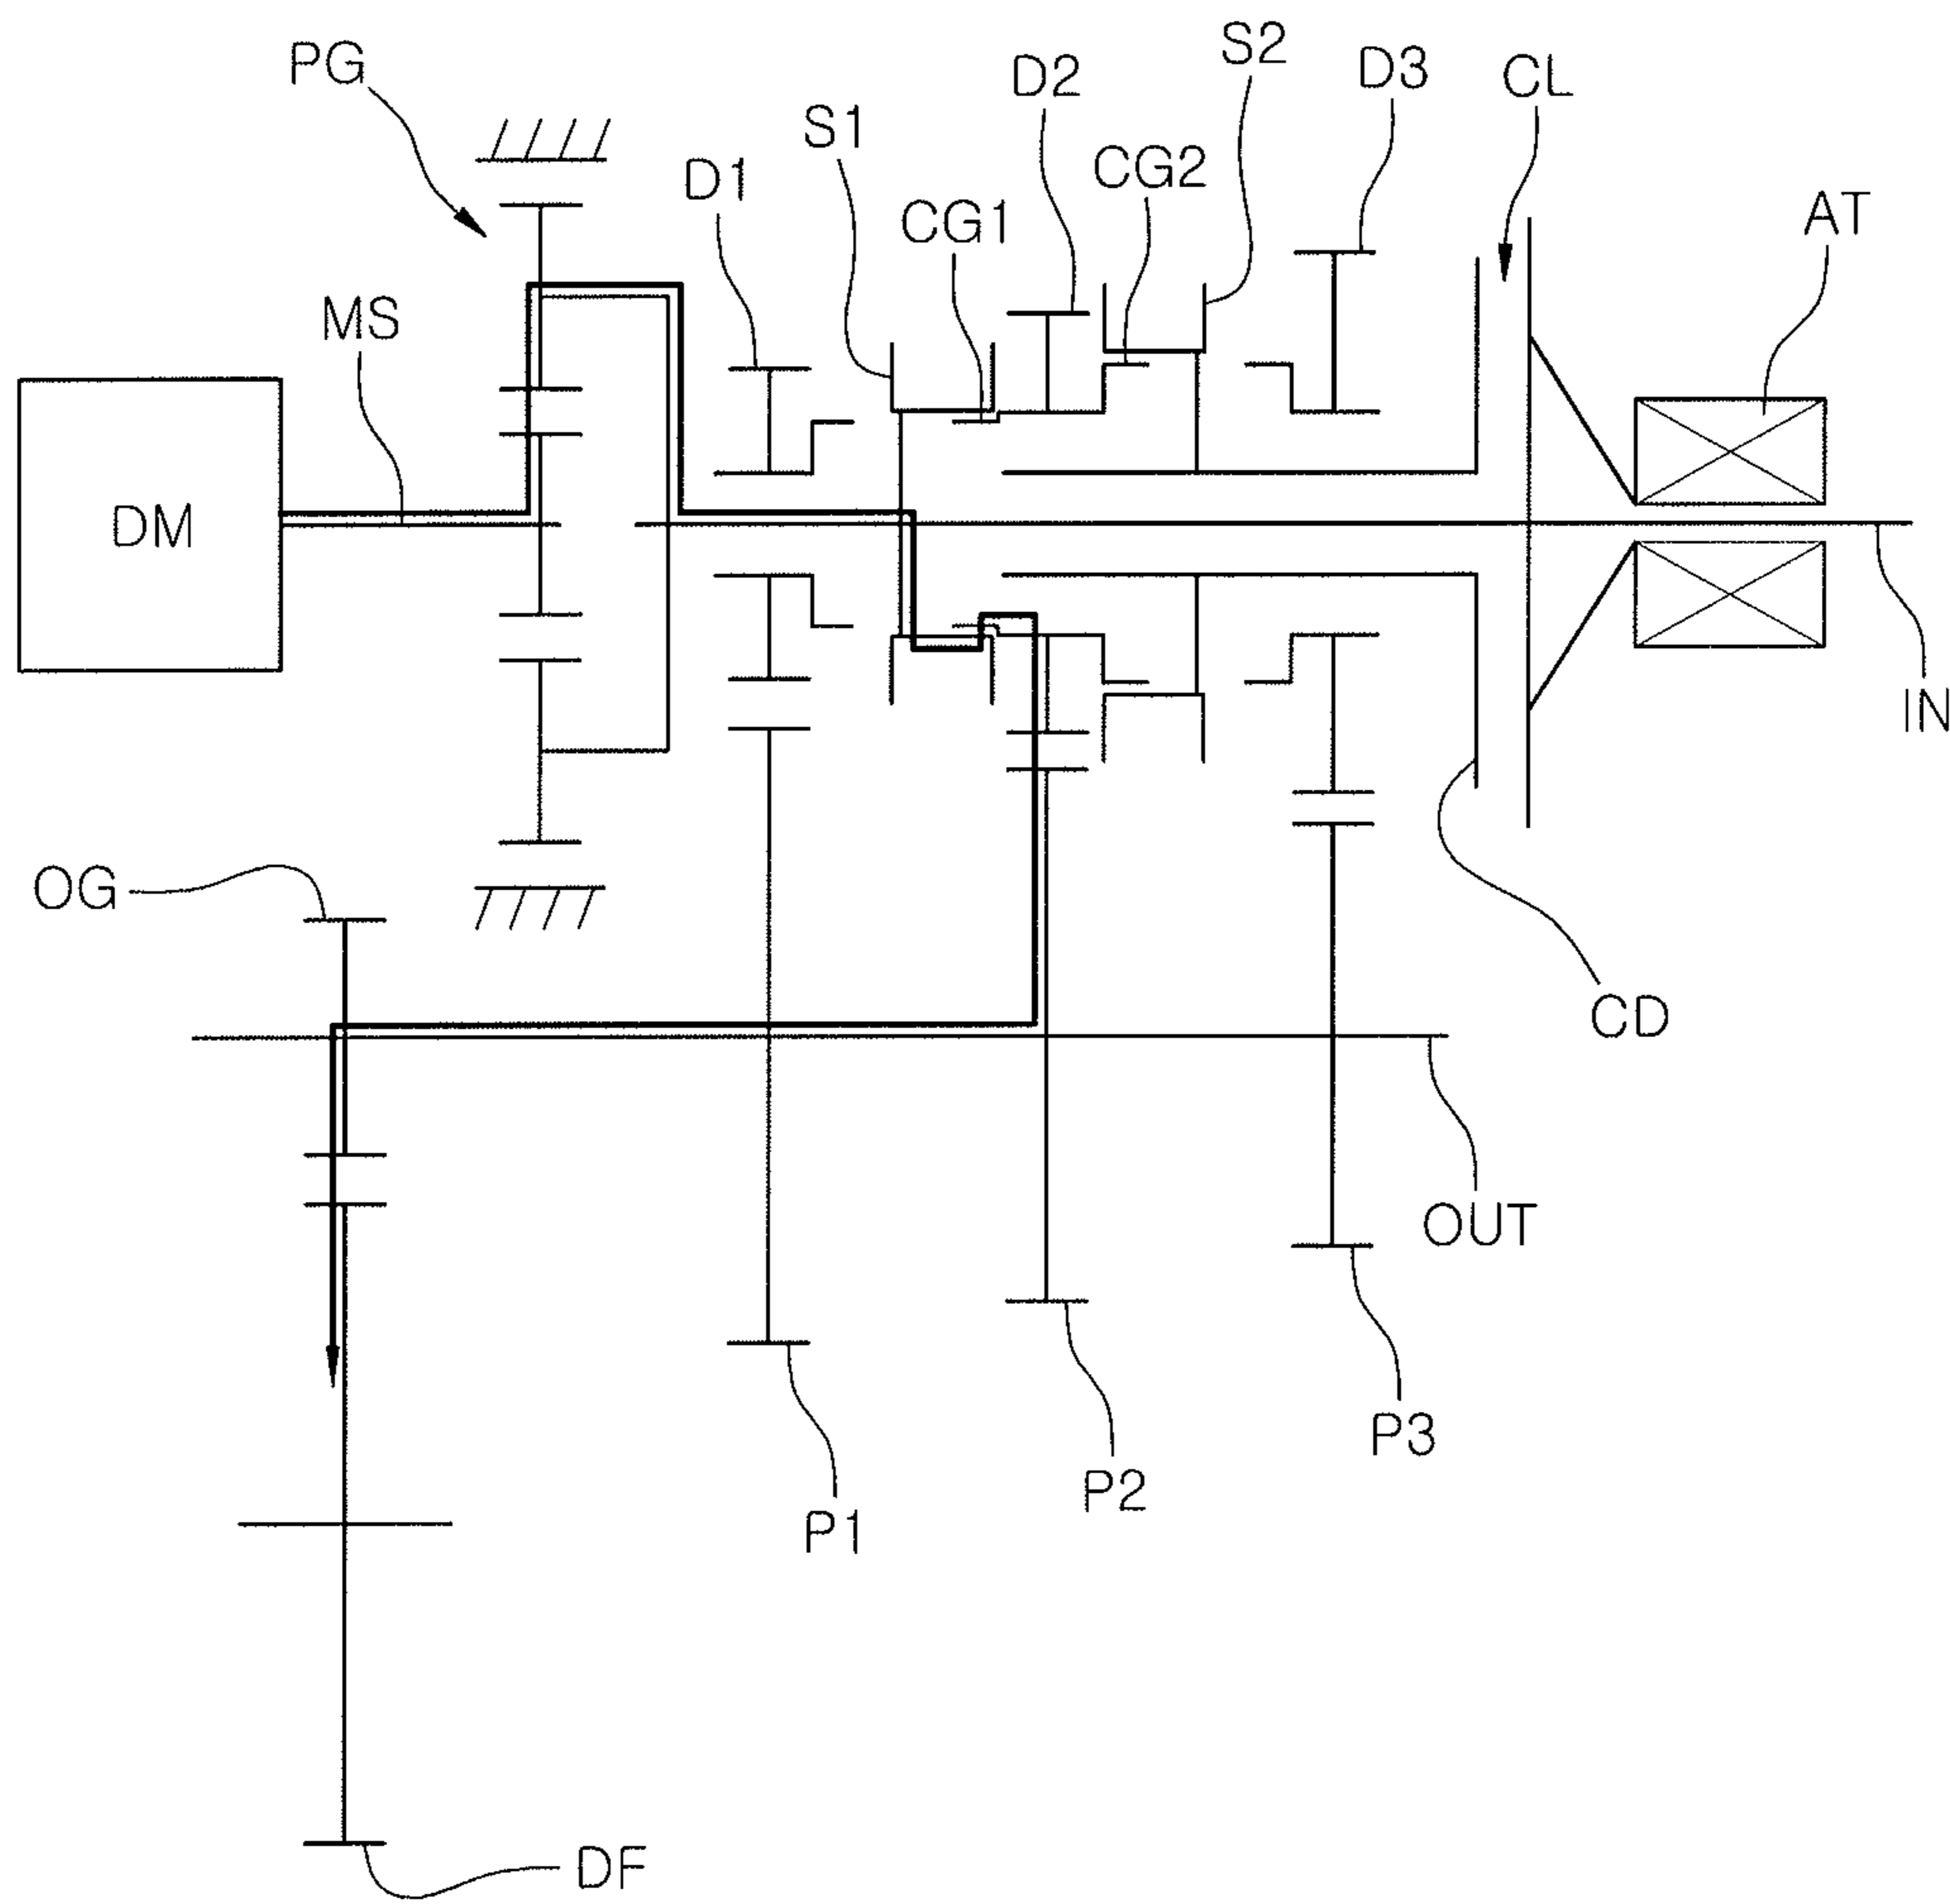 PG
S2
D2
D3
CL
S1
D1
CG2
CG1
AT
MS
DM
IN
OG
CD
OUT
P3
P2
P1
DF